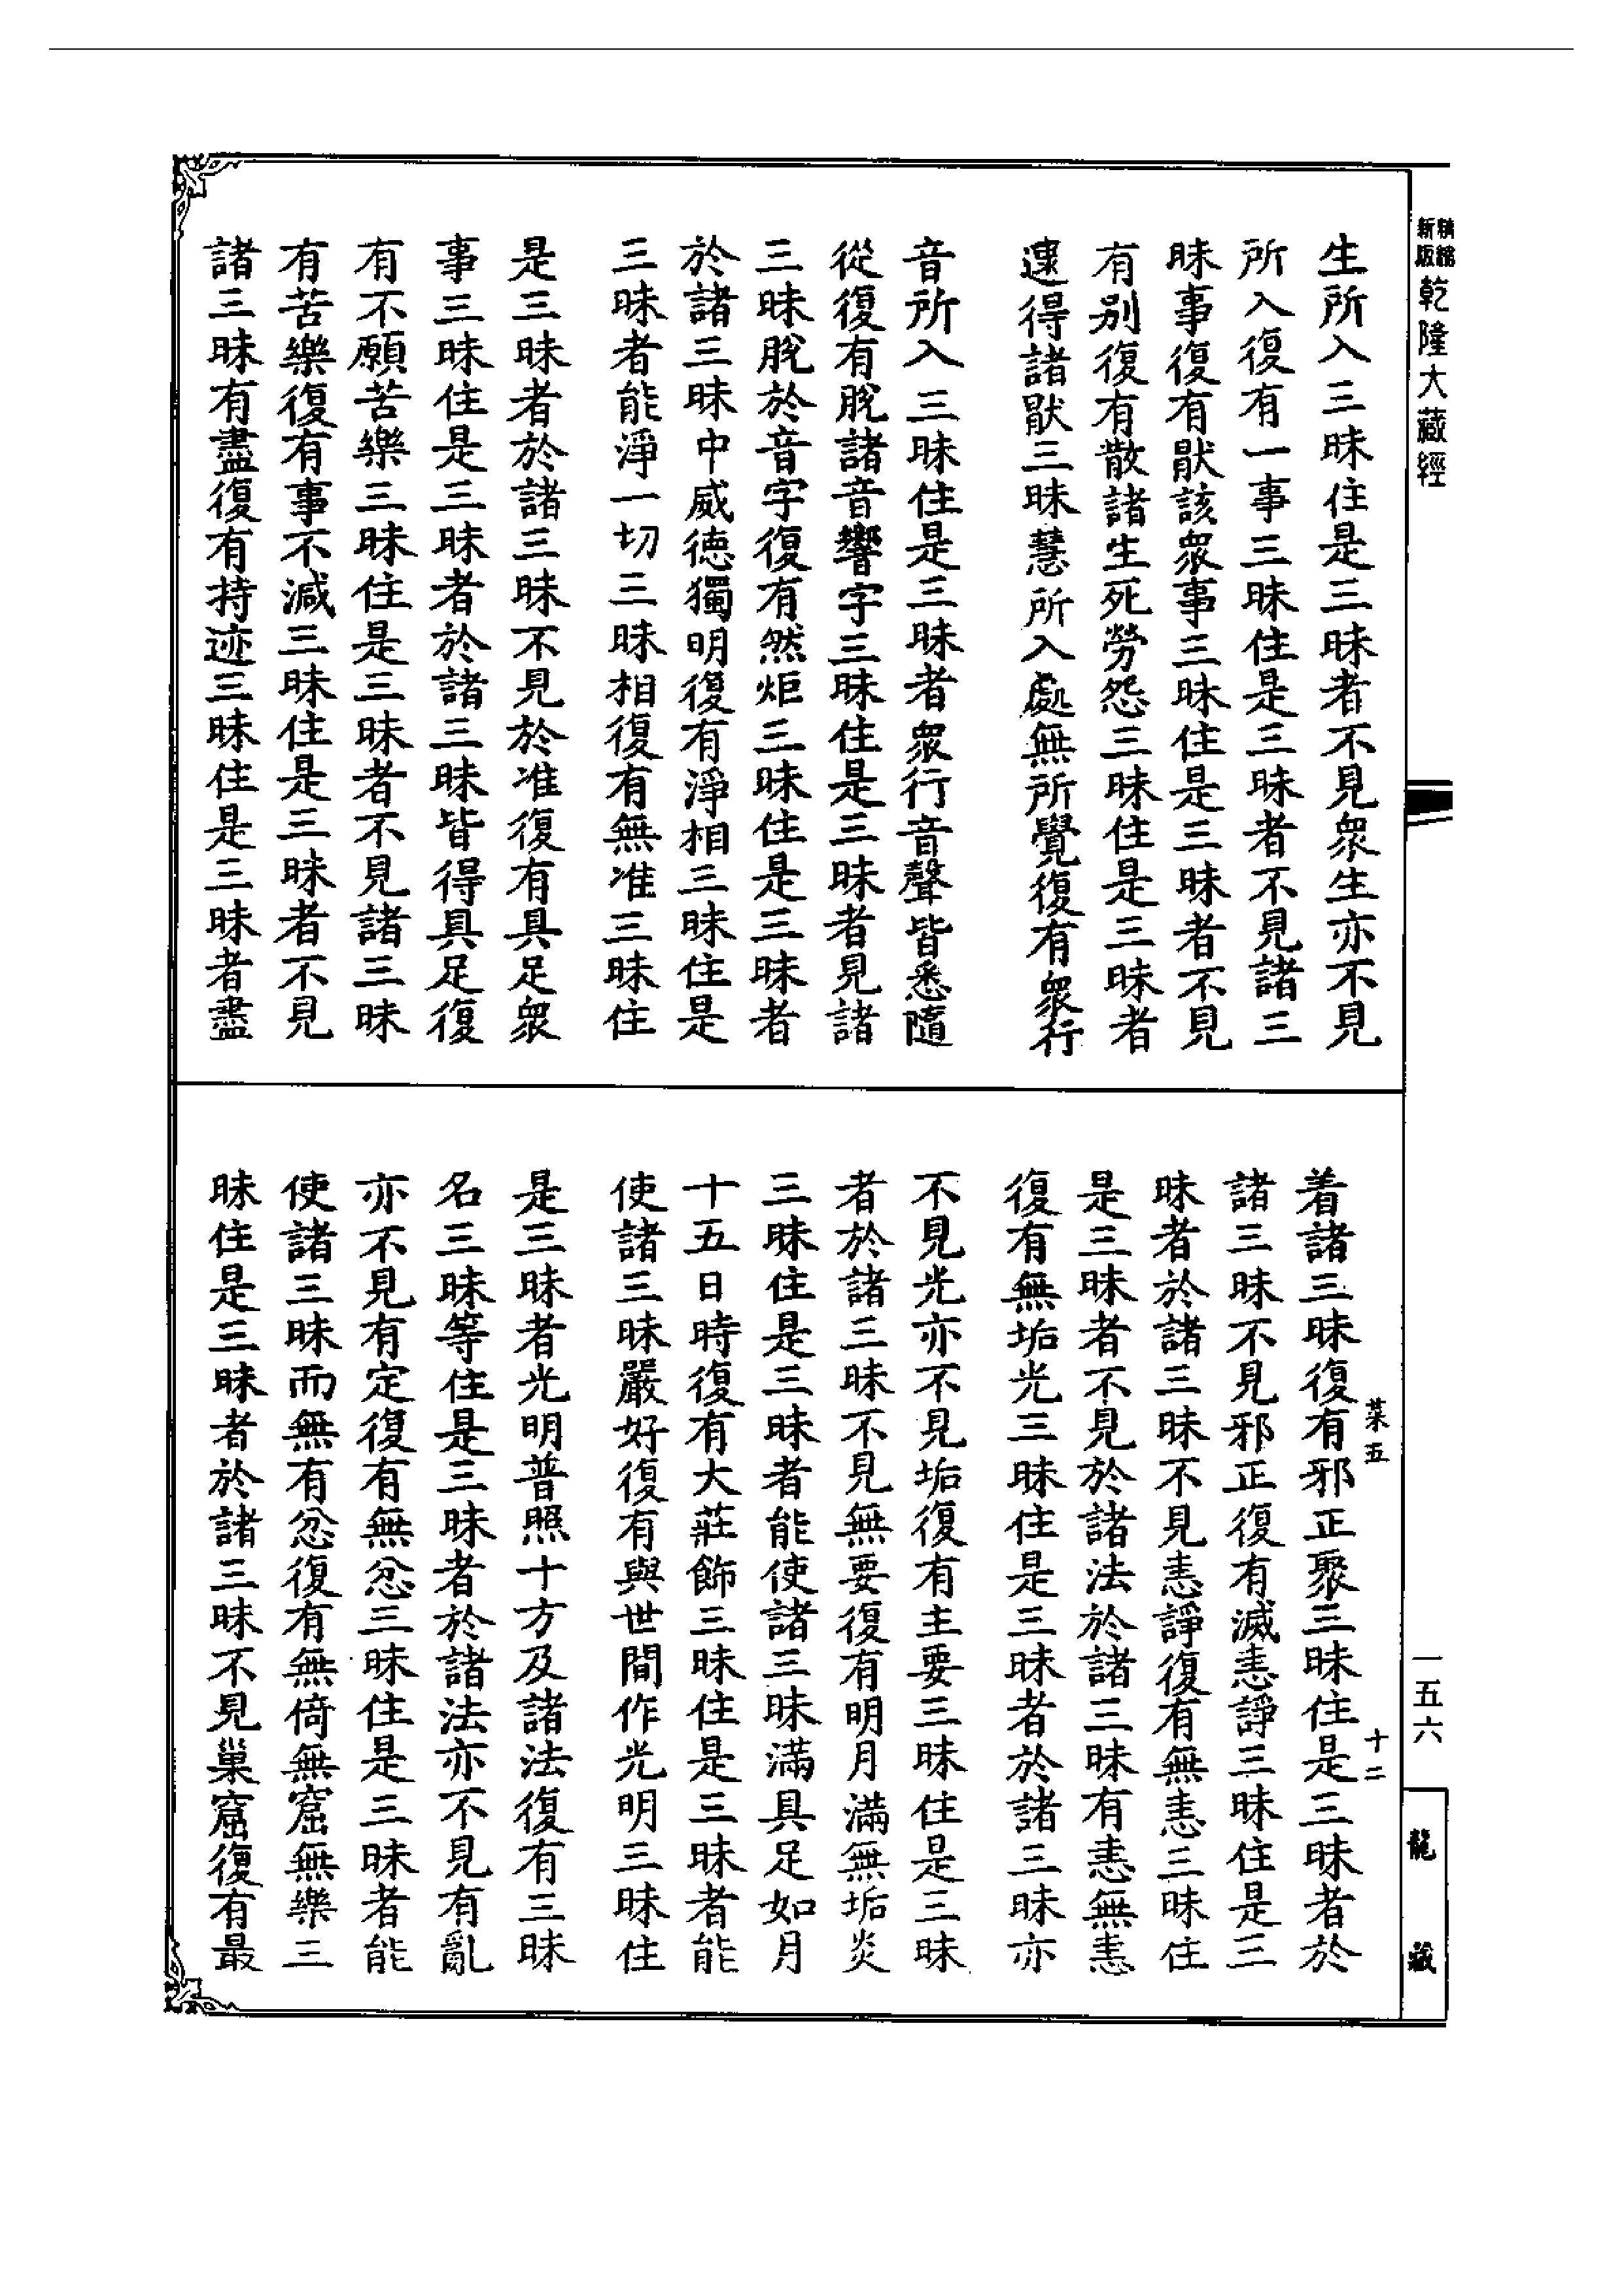 精編
新版
乾隆大藏經
生所入三昧住是三昧者不見眾生亦不見
所入復有一事三昧住是三昧者不見諸三
昧事復有厭該眾事三昧住是三昧者不見
有別復有散諸生死勞怨三昧住是三昧者
逮得諸厭三昧慧所入處無所覺復有眾行
音所入三昧住是三昧者眾行音聲皆悉隨
從復有脫諸音響字三昧住是三昧者見諸
三昧脫於音字復有然炬三昧住是三昧者
於諸三昧中威德獨明復有淨相三昧住是
三昧者能淨一切三昧相復有無准三昧住
是三昧者於諸三昧不見於准復有具足眾
事三昧住是三昧者於諸三昧皆得具足復
有不願苦樂三昧住是三昧者不見諸三昧
有苦樂復有事不減三昧住是三昧者不見
諸三昧有盡復有持迹三昧住是三昧者盡
着諸三昧復有邪正聚三昧住是三昧者於
諸三昧不見邪正復有滅恚諍三昧住是三
昧者於諸三昧不見恚諍復有無恚三昧住
是三昧者不見於諸法於諸三昧有恚無恚
復有無垢光三昧住是三昧者於諸三昧亦
不見光亦不見垢復有主要三昧住是三昧
者於諸三昧不見無要復有明月滿無垢炎
三昧住是三昧者能使諸三昧滿具足如月
十五日時復有大莊飾三昧住是三昧者能
使諸三昧嚴好復有與世間作光明三昧住
是三昧者光明普照十方及諸法復有三昧
名三昧等住是三昧者於諸法亦不見有亂
亦不見有定復有無忿三昧住是三昧者能
使諸三昧而無有忿復有無倚無窟無樂三
昧住是三昧者於諸三昧不見巢窟復有最
菜五
十二
一五六
龍藏